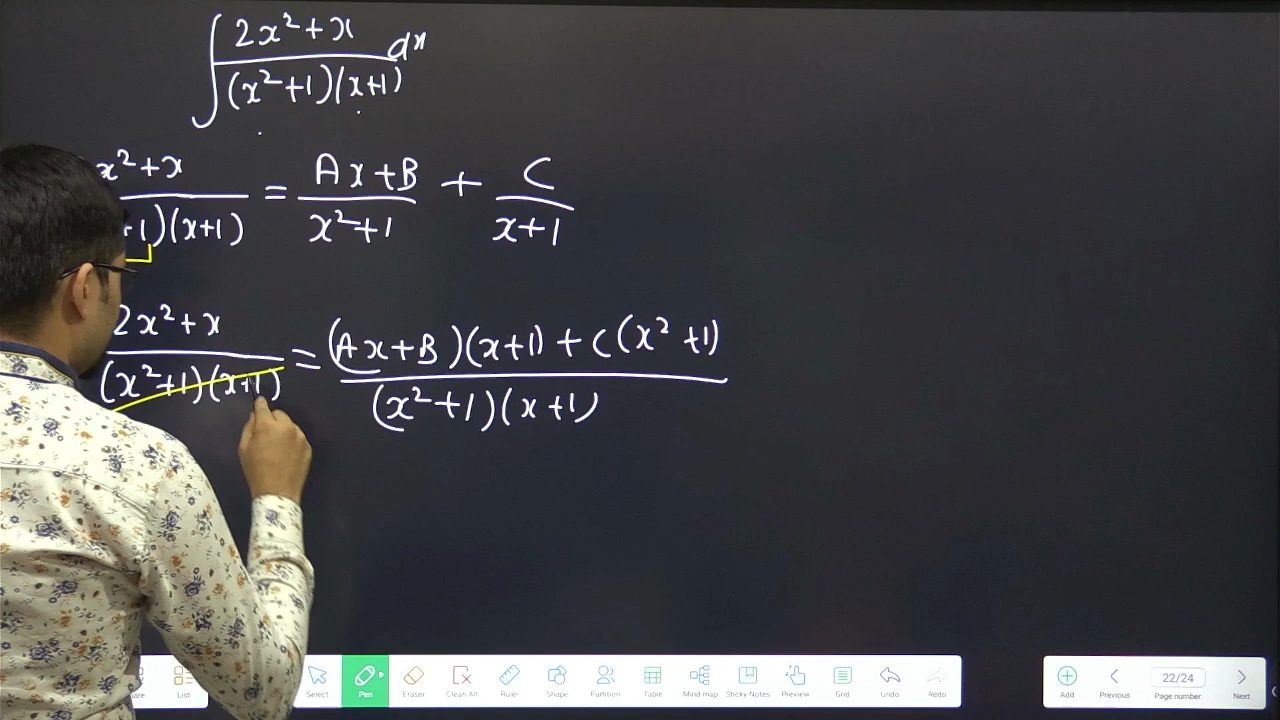 ∫ (2x²+x)/((x²+1)(x+1)) dx
x²+x / +1)(x+1) = (Ax+B)/(x²+1) + C/(x+1)
(2x²+x)/((x²+1)(x+1)) = ((Ax+B)(x+1)+C(x²+1))/((x²+1)(x+1))
List Select Pen Eraser Clean All Ruler Shape Partition Table Mind map Sticky Notes Preview Grid Undo Redo Add Previous 22/24 Page number Next